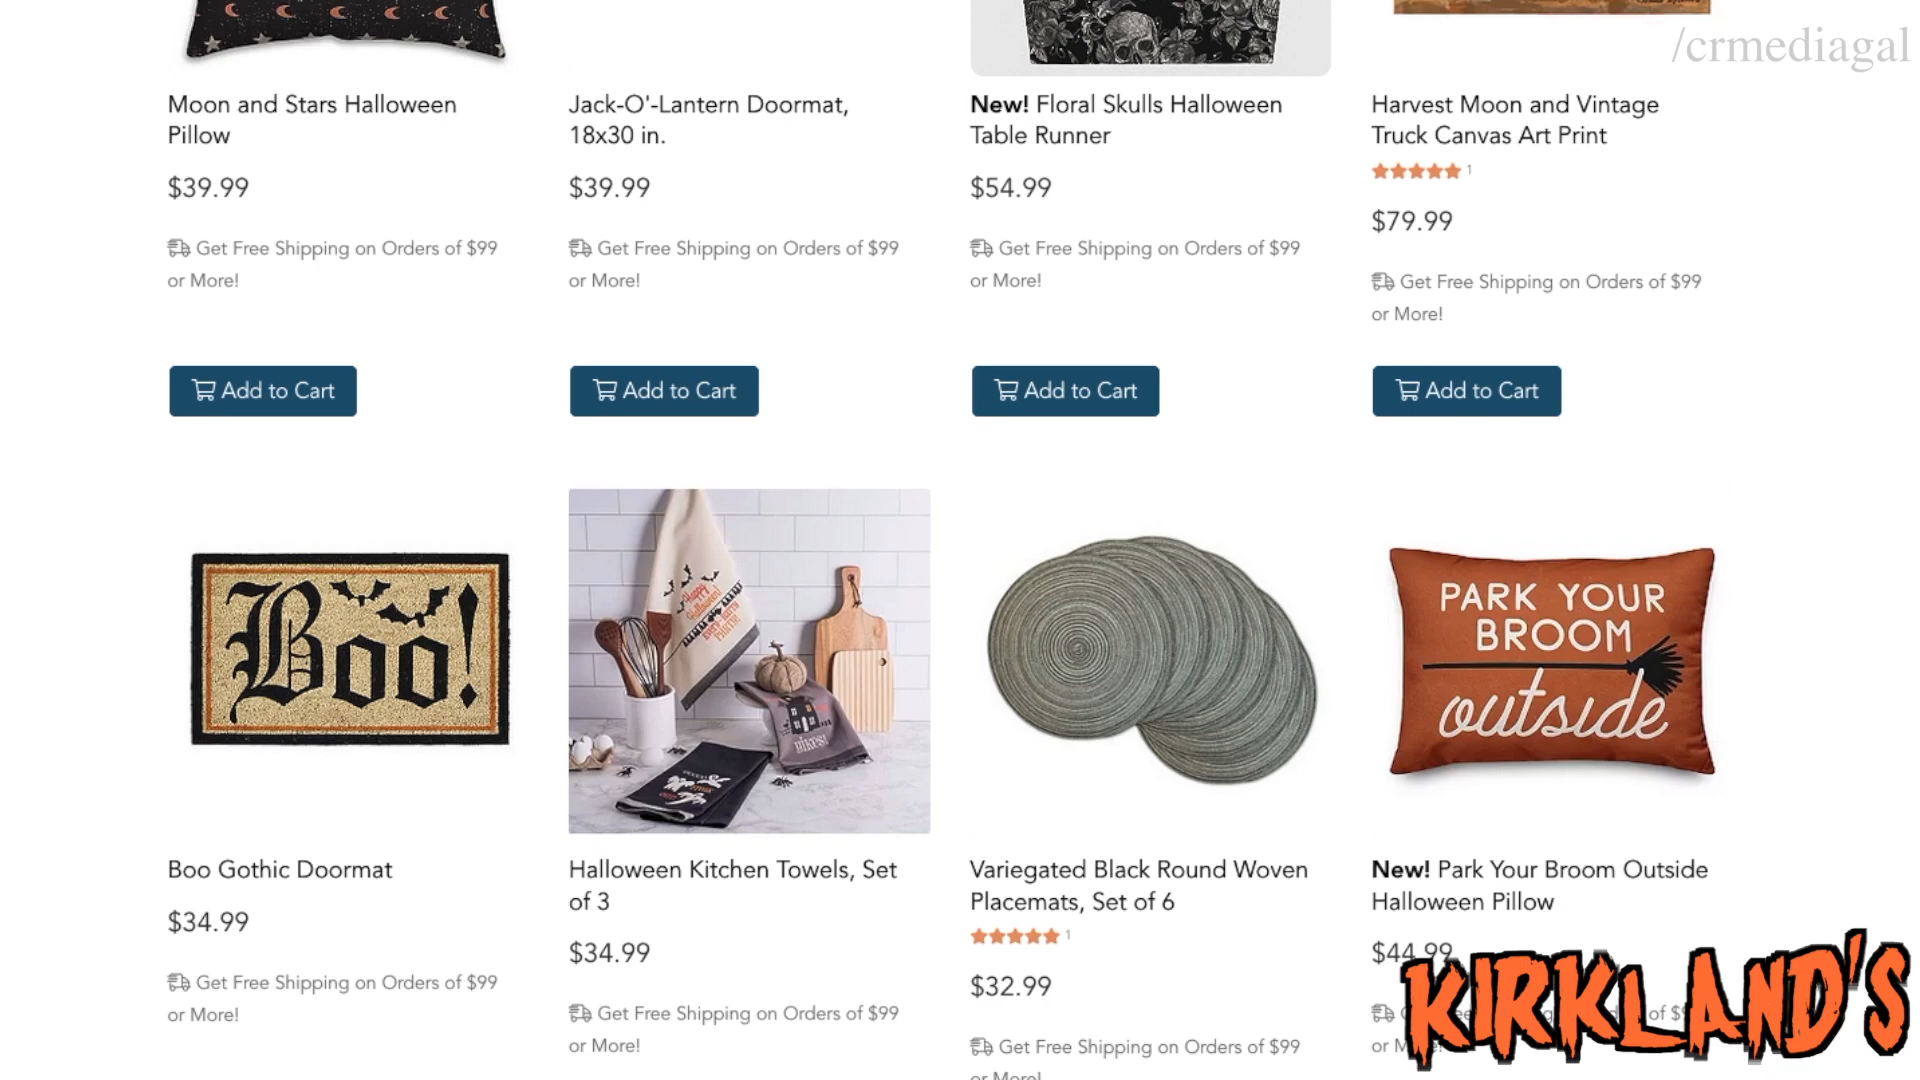 /crmediagal
Moon and Stars Halloween
Pillow
$39.99
Get Free Shipping on Orders of $99
or More!
Add to Cart
Jack-O'-Lantern Doormat,
18x30 in.
$39.99
Get Free Shipping on Orders of $99
or More!
Add to Cart
New! Floral Skulls Halloween
Table Runner
$54.99
Get Free Shipping on Orders of $99
or More!
Add to Cart
Harvest Moon and Vintage
Truck Canvas Art Print
1
$79.99
Get Free Shipping on Orders of $99
or More!
Add to Cart
Boo!
Boo Gothic Doormat
$34.99
Get Free Shipping on Orders of $99
or More!
Happy
Halloween!
yikes!
Halloween Kitchen Towels, Set
of 3
$34.99
Get Free Shipping on Orders of $99
or More!
Variegated Black Round Woven
Placemats, Set of 6
1
$32.99
Get Free Shipping on Orders of $99
or More!
PARK YOUR
BROOM
outside
New! Park Your Broom Outside
Halloween Pillow
$44.99
KIRKLAND'S